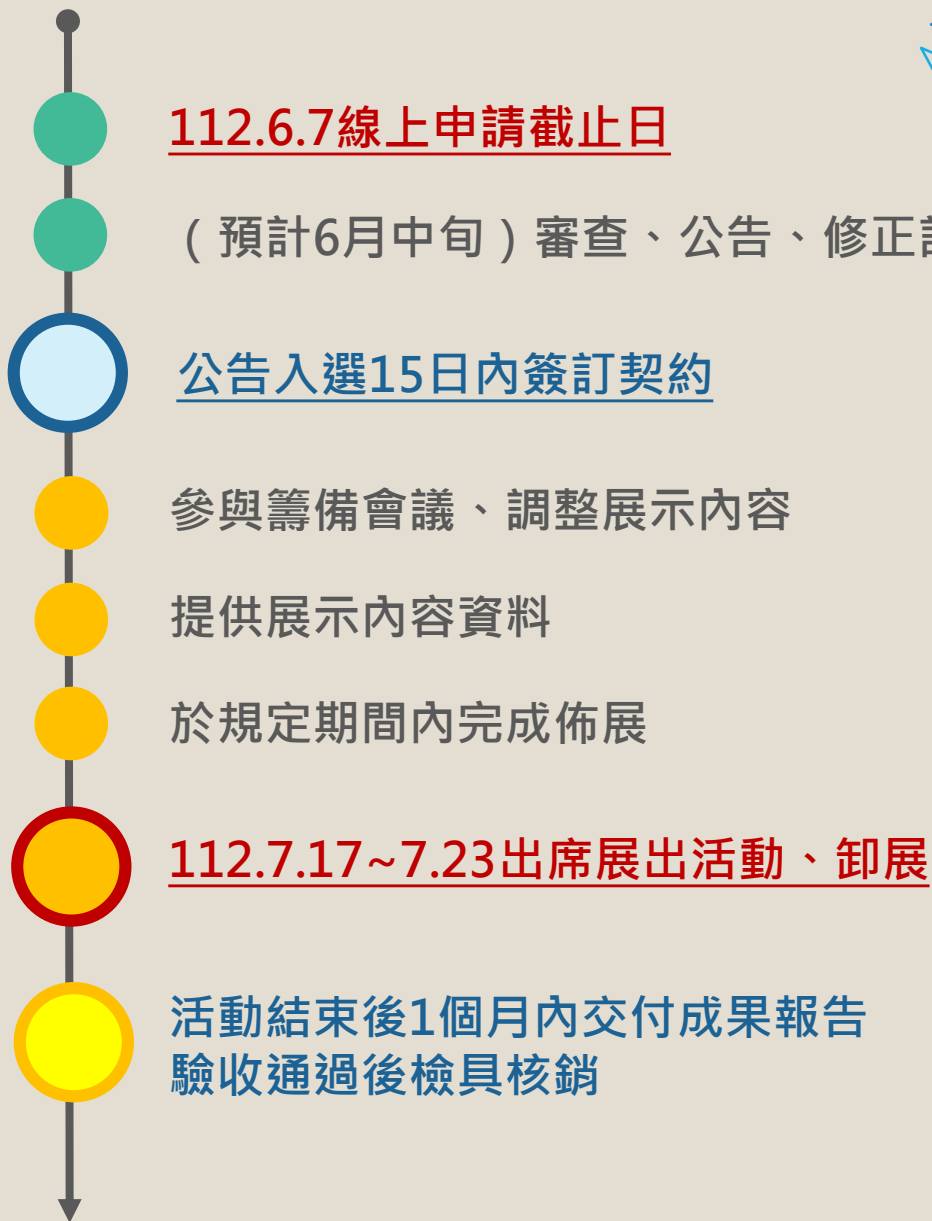 112.6.7線上申請截止日
（預計6月中旬）審查、公告、修正
公告入選15日內簽訂契約
參與籌備會議、調整展示內容
提供展示內容資料
於規定期間內完成佈展
112.7.17~7.23出席展出活動、卸展
活動結束後1個月內交付成果報告
驗收通過後檢具核銷